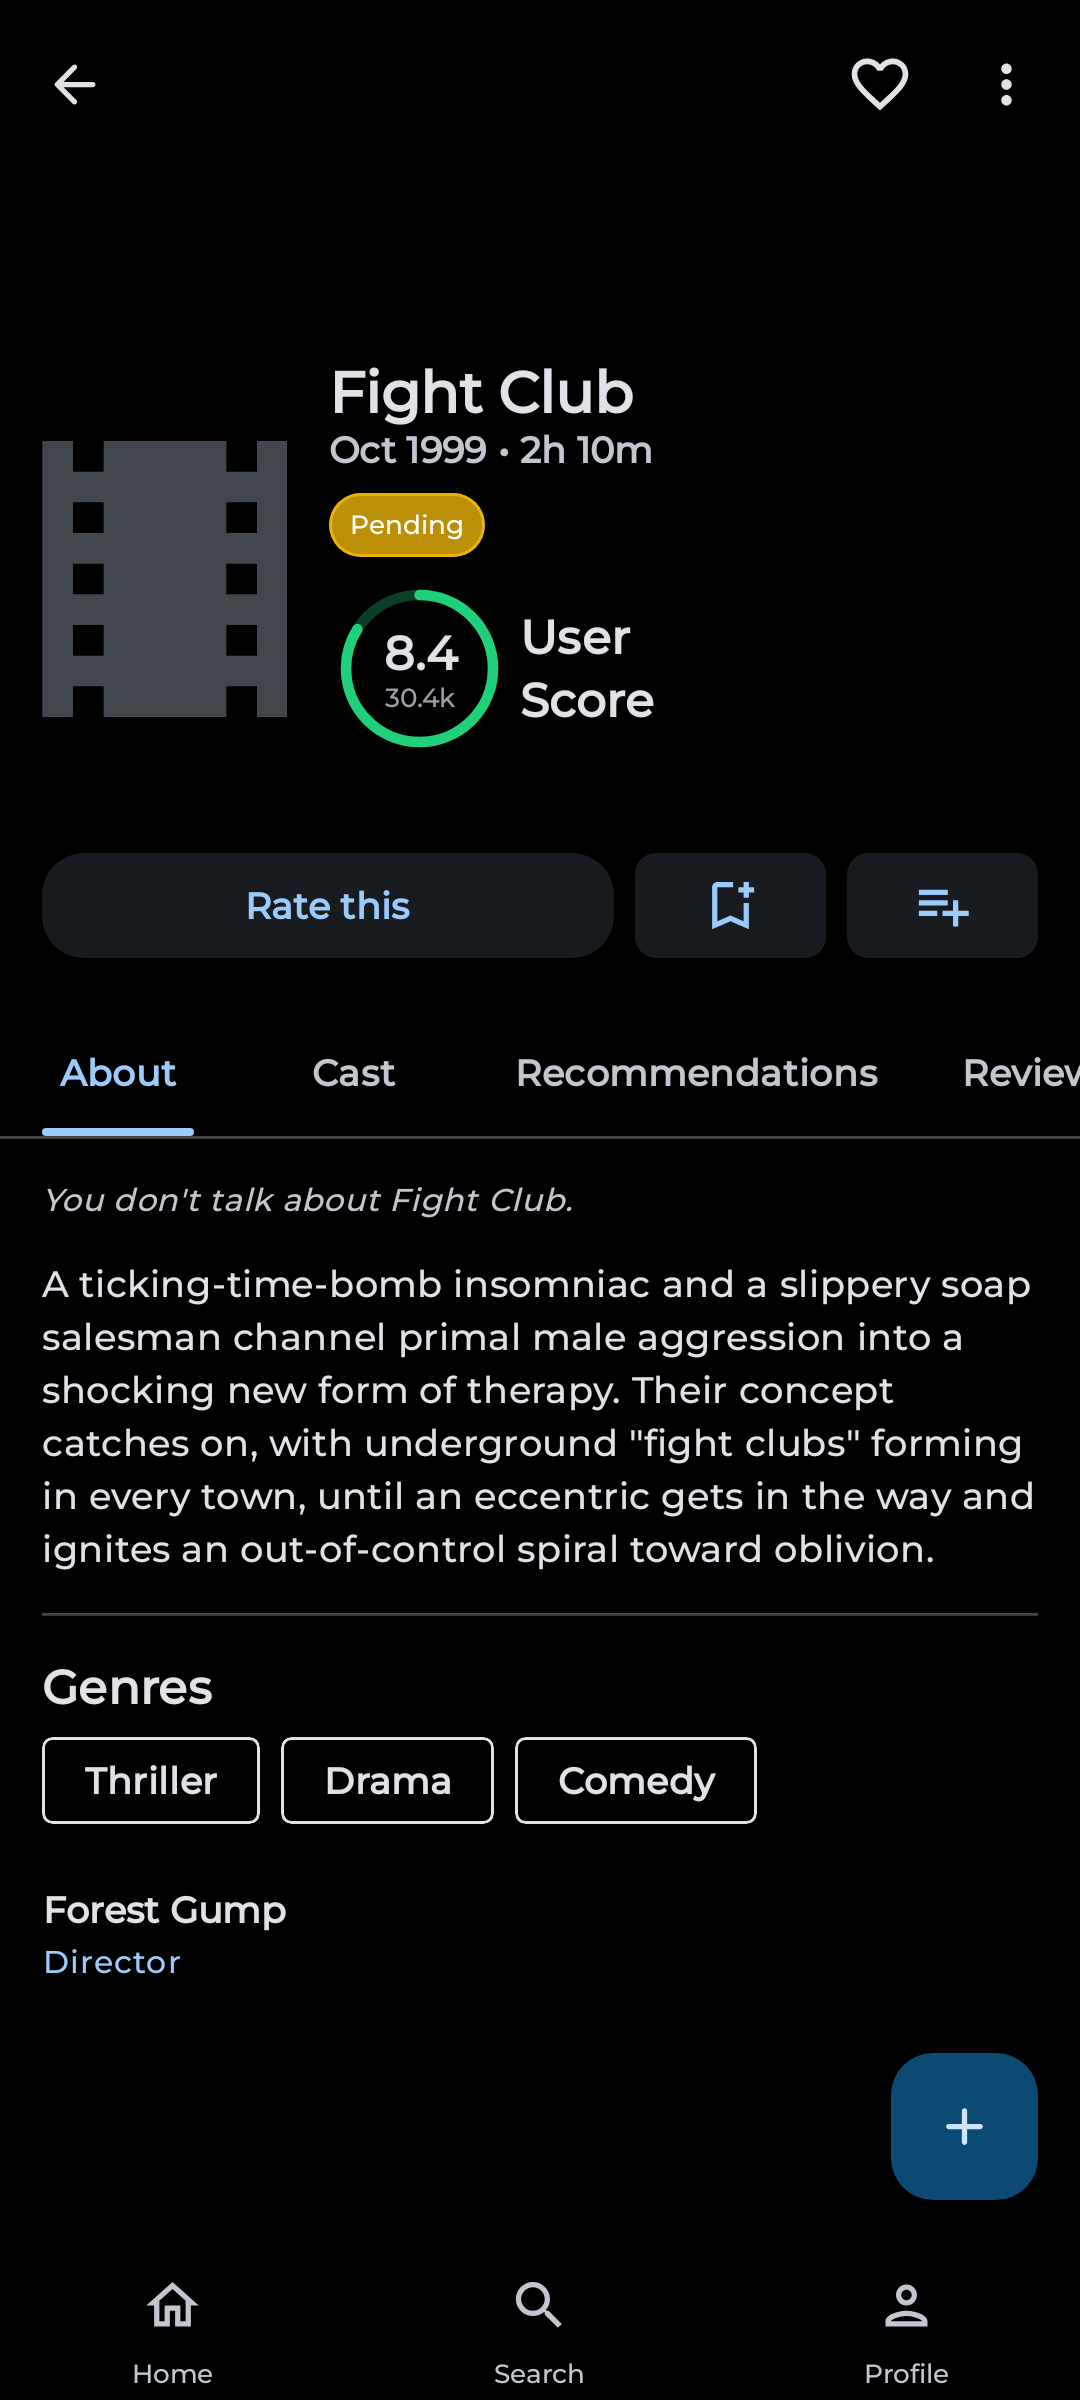 Fight Club
Oct 1999 • 2h 10m
Pending
8.4
30.4k
User
Score
Rate this
About
Cast
Recommendations
Review
You don't talk about Fight Club.
A ticking-time-bomb insomniac and a slippery soap
salesman channel primal male aggression into a
shocking new form of therapy. Their concept
catches on, with underground "fight clubs" forming
in every town, until an eccentric gets in the way and
ignites an out-of-control spiral toward oblivion.
Genres
Thriller
Drama
Comedy
Forest Gump
Director
Home
Search
Profile